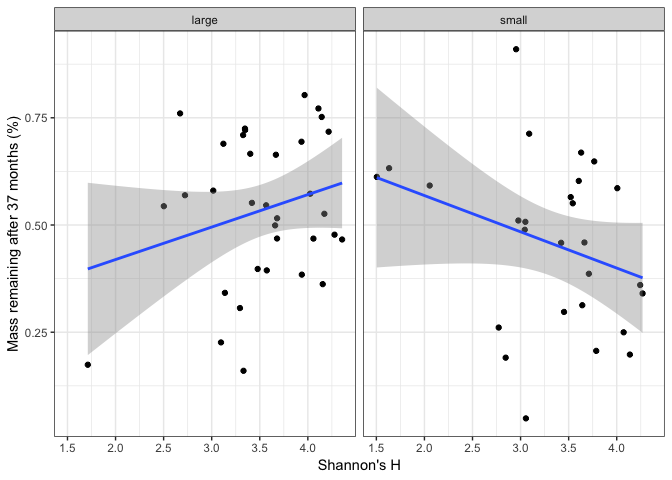 large small
Mass remaining after 37 months (%)
0.75
0.50
0.25
1.5 2.0 2.5 3.0 3.5 4.0 1.5 2.0 2.5 3.0 3.5 4.0
Shannon's H